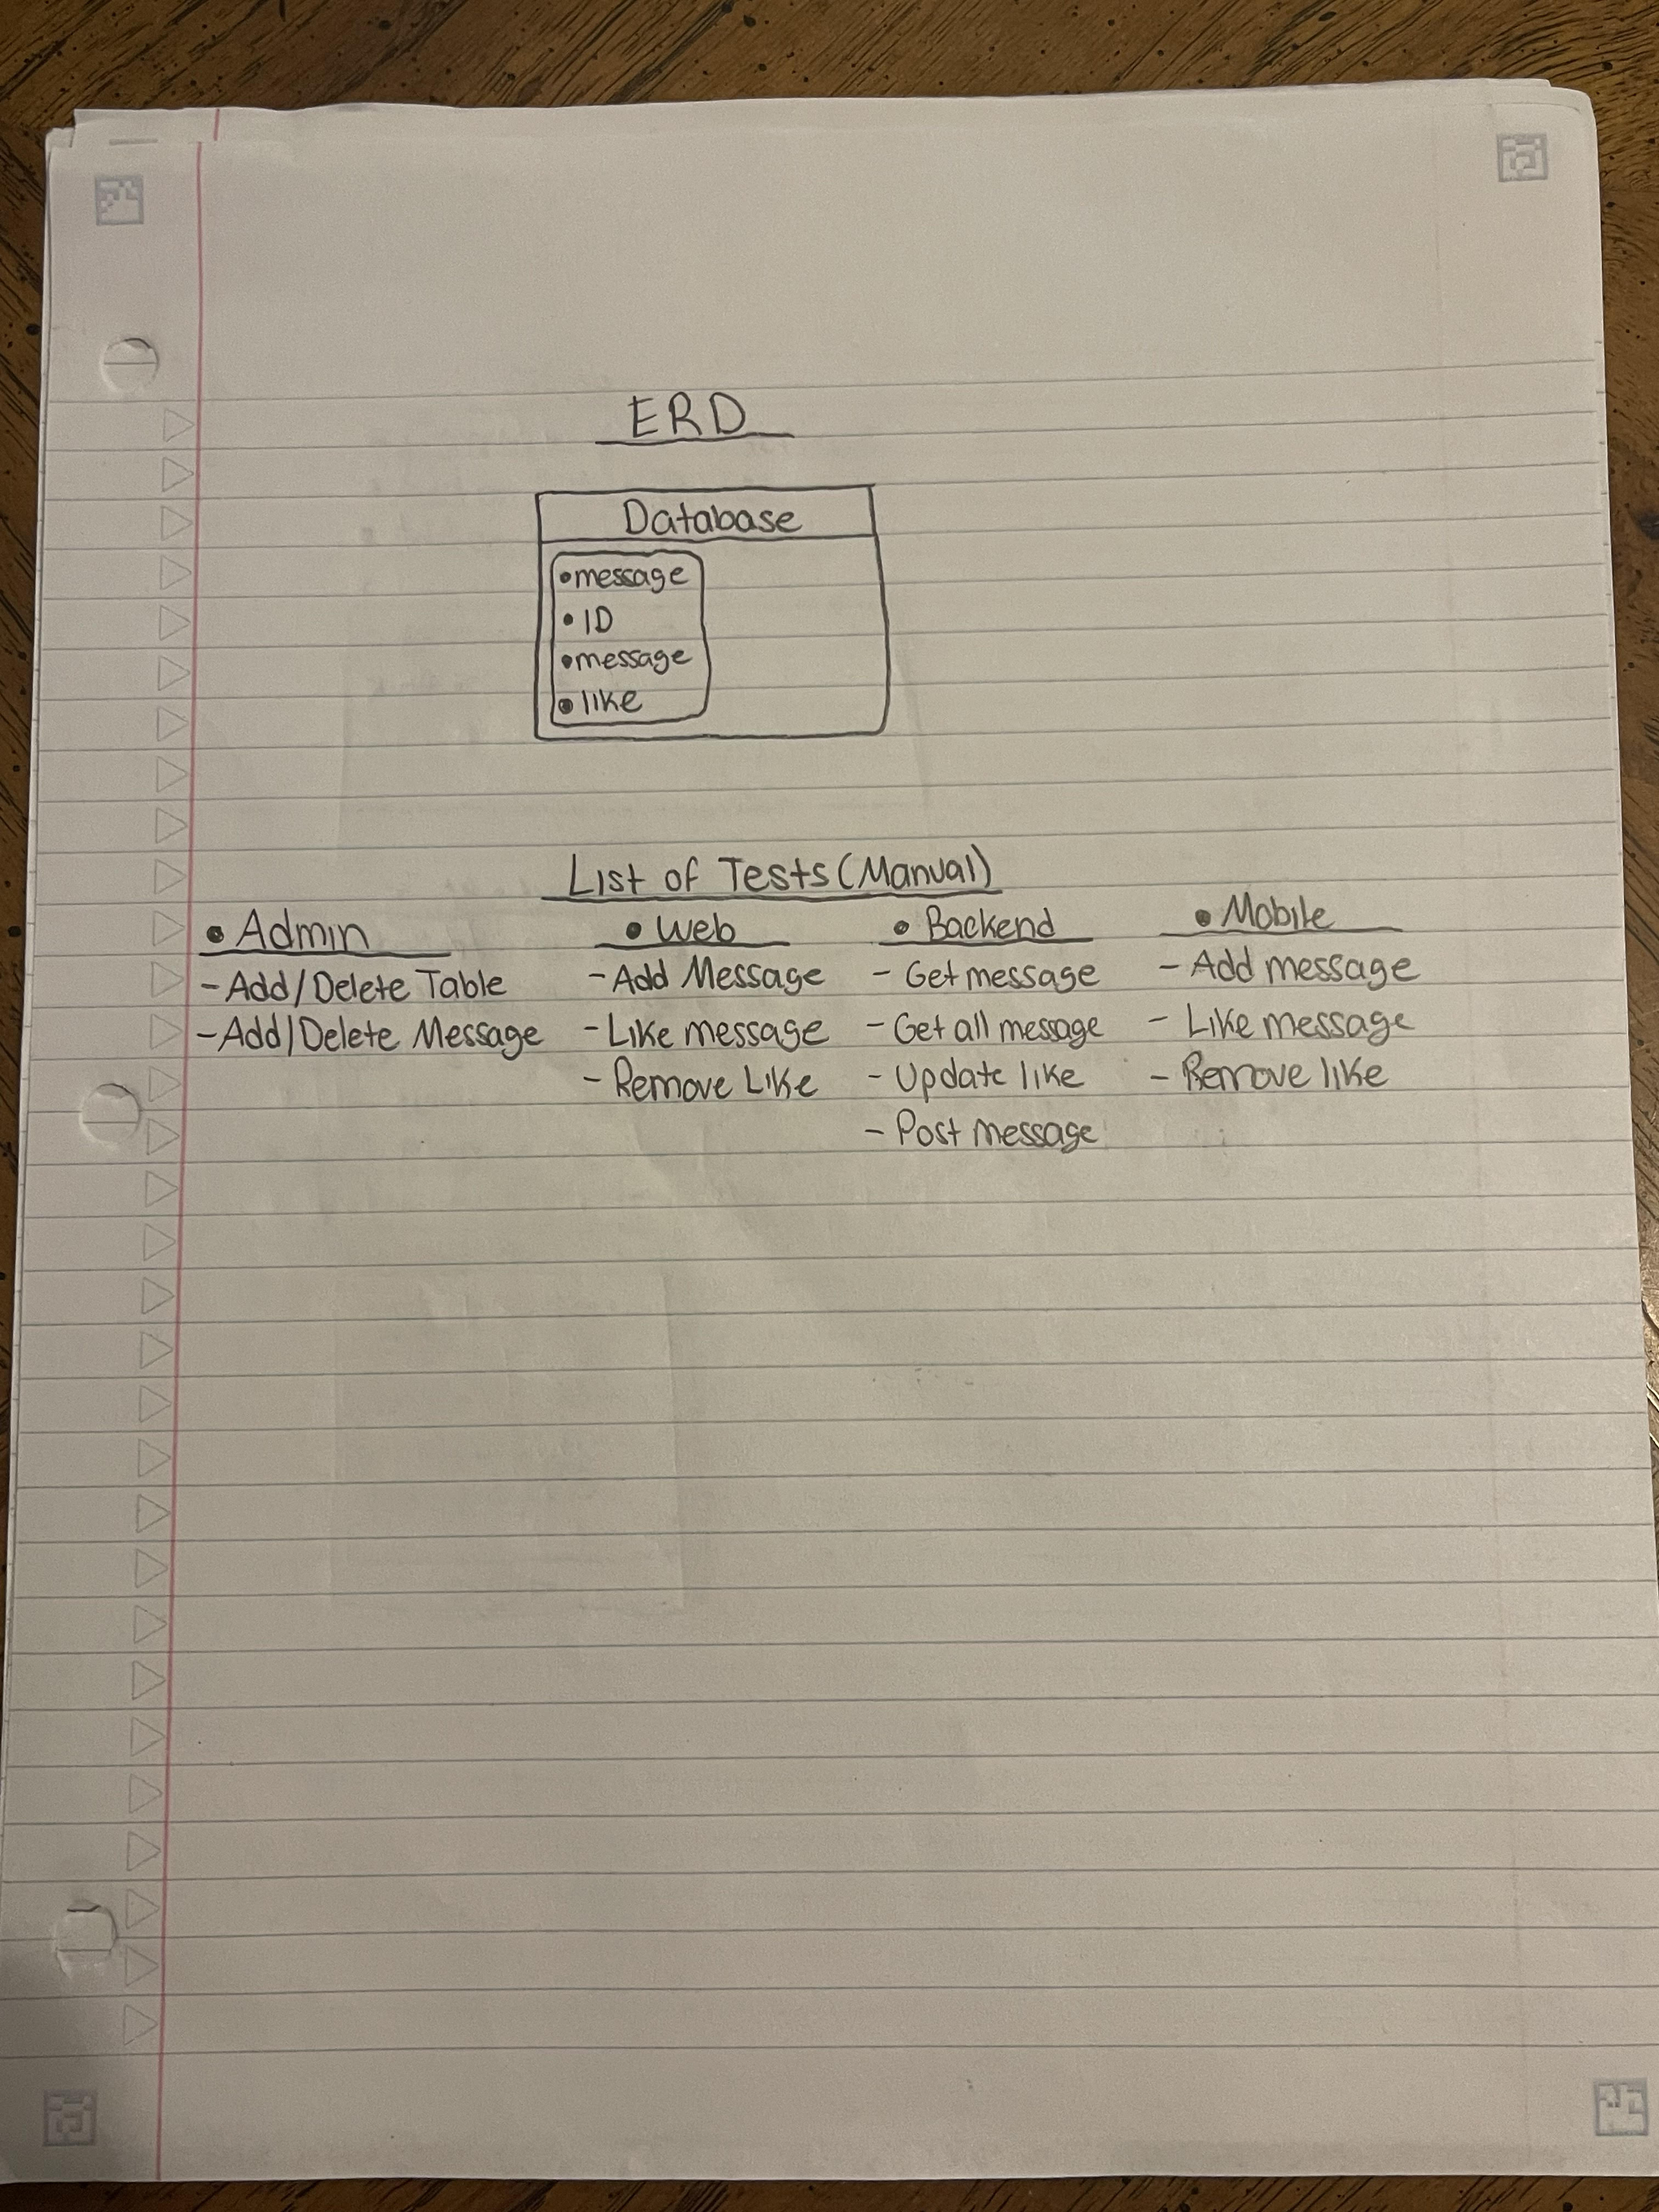 ERD
Database
•message
•ID
•message
•like
List of Tests (Manual)
•Admin
-Add/Delete Table
-Add/Delete Message
•Web
-Add Message
-Like message
-Remove Like
•Backend
-Get message
-Get all message
-Update like
-Post message
•Mobile
-Add message
-Like message
-Remove like